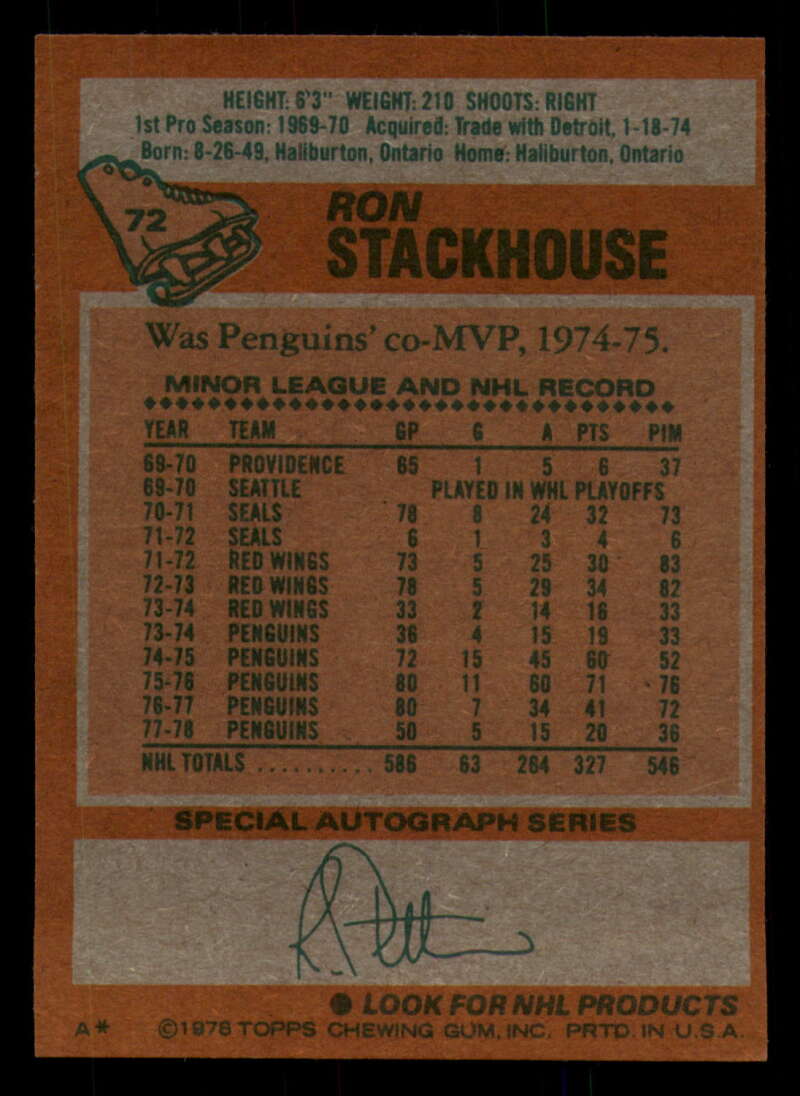 HEIGHT: 6'3" WEIGHT: 210 SHOOTS: RIGHT
1st Pro Season: 1969-70 Acquired: Trade with Detroit, 1-18-74
Born: 8-26-49, Haliburton, Ontario Home: Haliburton, Ontario
72
RON
STACKHOUSE
Was Penguins' co-MVP, 1974-75.
MINOR LEAGUE AND NHL RECORD
YEAR TEAM GP G A PTS PIM
69-70 PROVIDENCE 65 1 5 6 37
69-70 SEATTLE PLAYED IN WHL PLAYOFFS
70-71 SEALS 78 8 24 32 73
71-72 SEALS 6 1 3 4 6
71-72 RED WINGS 73 5 25 30 83
72-73 RED WINGS 78 5 29 34 82
73-74 RED WINGS 33 2 14 16 33
73-74 PENGUINS 36 4 15 19 33
74-75 PENGUINS 72 15 45 60 52
75-76 PENGUINS 80 11 60 71 76
76-77 PENGUINS 80 7 34 41 72
77-78 PENGUINS 50 5 15 20 36
NHL TOTALS .......... 586 63 264 327 546
SPECIAL AUTOGRAPH SERIES
● LOOK FOR NHL PRODUCTS
A* ©1978 TOPPS CHEWING GUM, INC. PRTD. IN U.S.A.